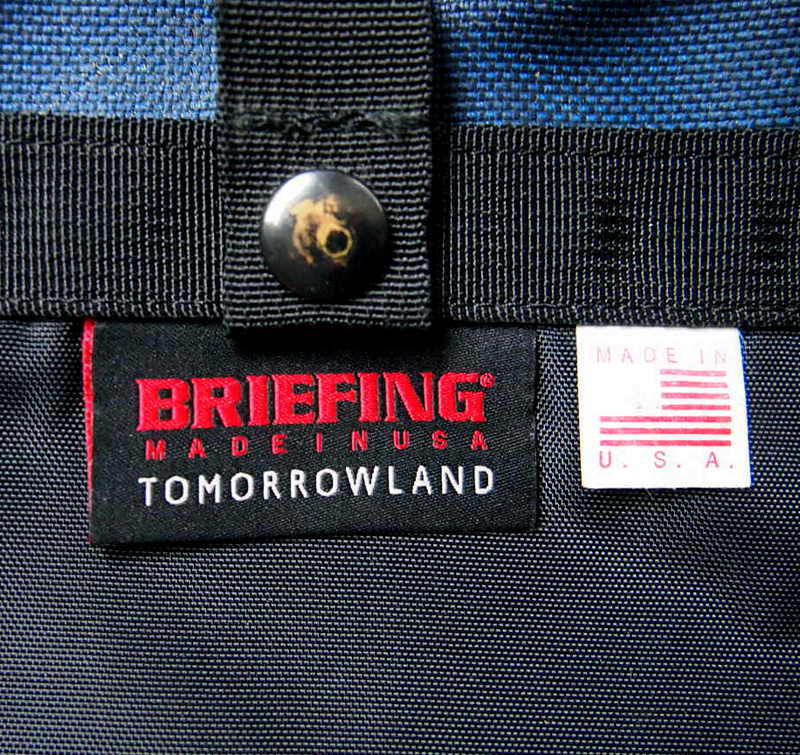 BRIEFING®
MADE IN USA
TOMORROWLAND
MADE IN
U. S. A.